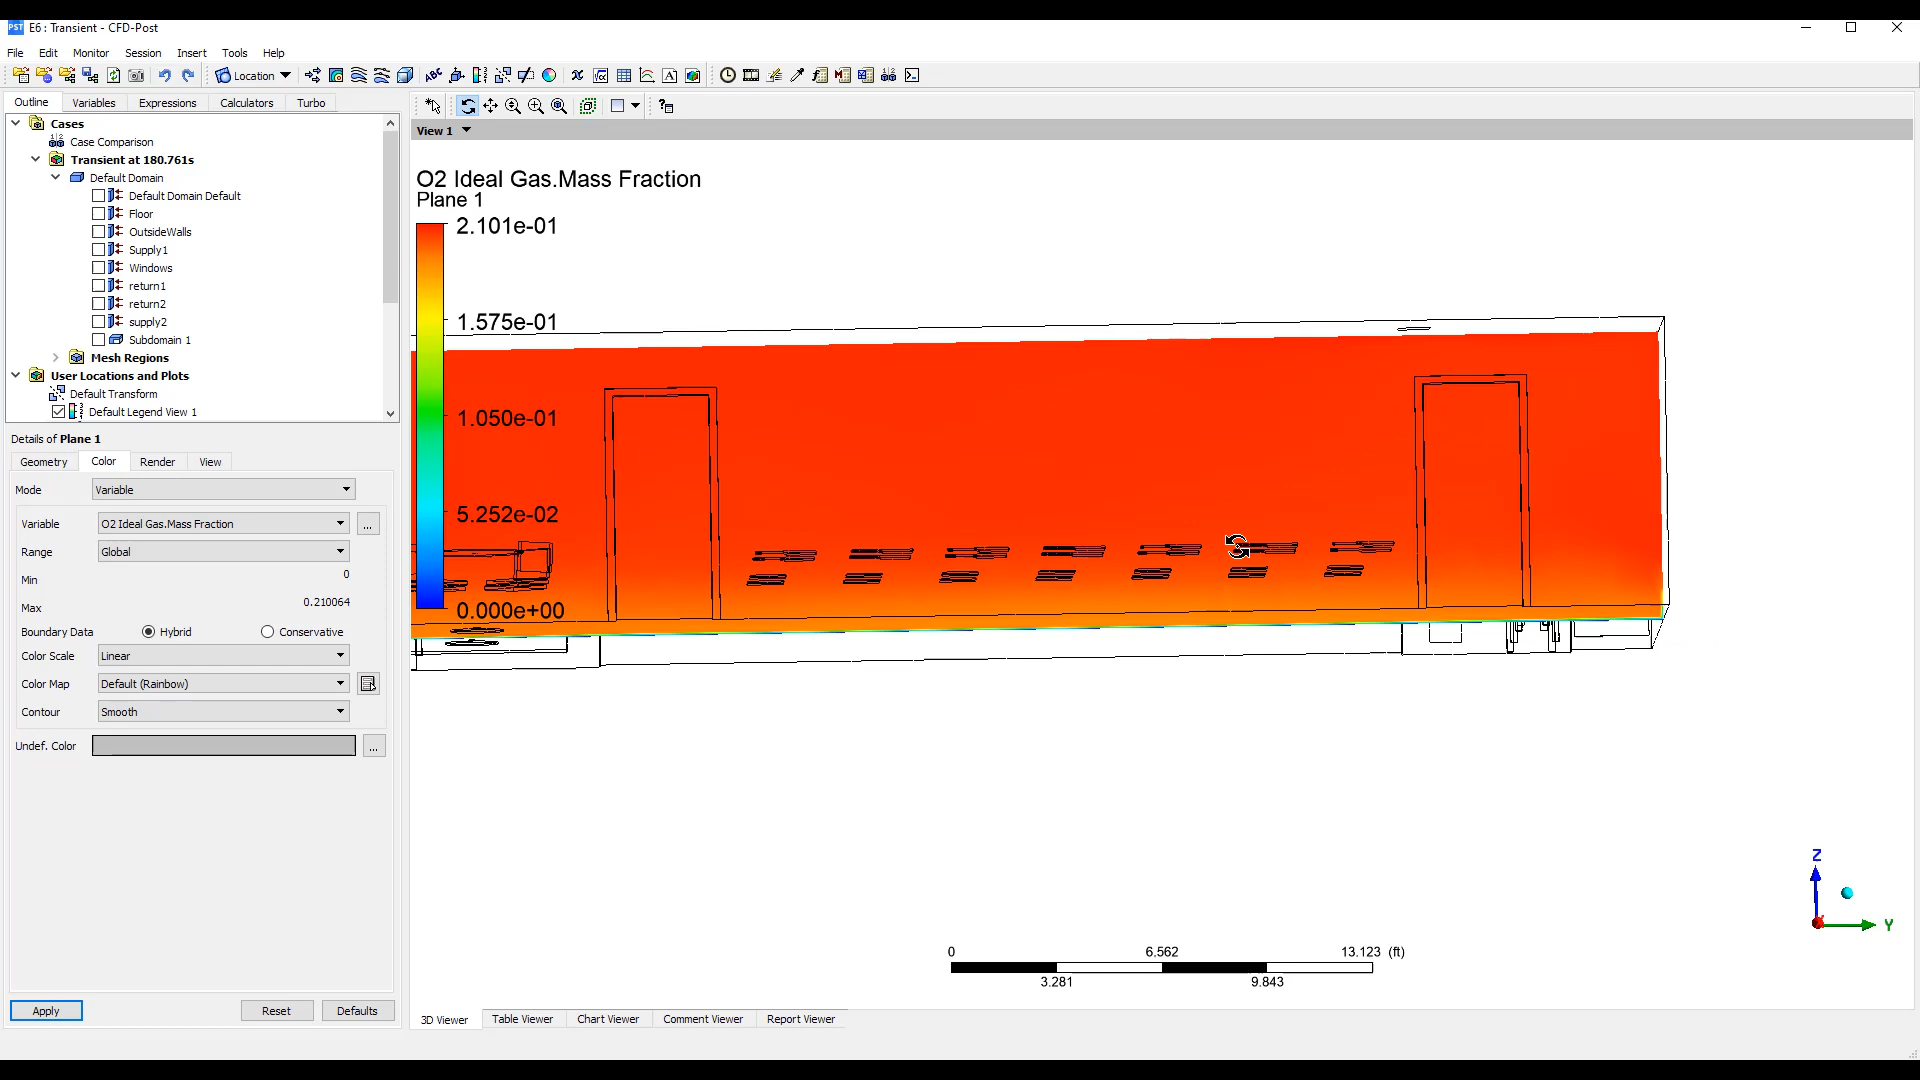 PST E6 : Transient - CFD-Post
File Edit Monitor Session Insert Tools Help
Location
Outline Variables Expressions Calculators Turbo
Cases
Case Comparison
Transient at 180.761s
Default Domain
Default Domain Default
Floor
OutsideWalls
Supply1
Windows
return1
return2
supply2
Subdomain 1
Mesh Regions
User Locations and Plots
Default Transform
Default Legend View 1
Details of Plane 1
Geometry Color Render View
Mode Variable
Variable O2 Ideal Gas.Mass Fraction ...
Range Global
Min 0
Max 0.210064
Boundary Data Hybrid Conservative
Color Scale Linear
Color Map Default (Rainbow)
Contour Smooth
Undef. Color ...
Apply Reset Defaults
View 1
O2 Ideal Gas.Mass Fraction
Plane 1
2.101e-01
1.575e-01
1.050e-01
5.252e-02
0.000e+00
Z
Y
0 6.562 13.123 (ft)
3.281 9.843
3D Viewer Table Viewer Chart Viewer Comment Viewer Report Viewer